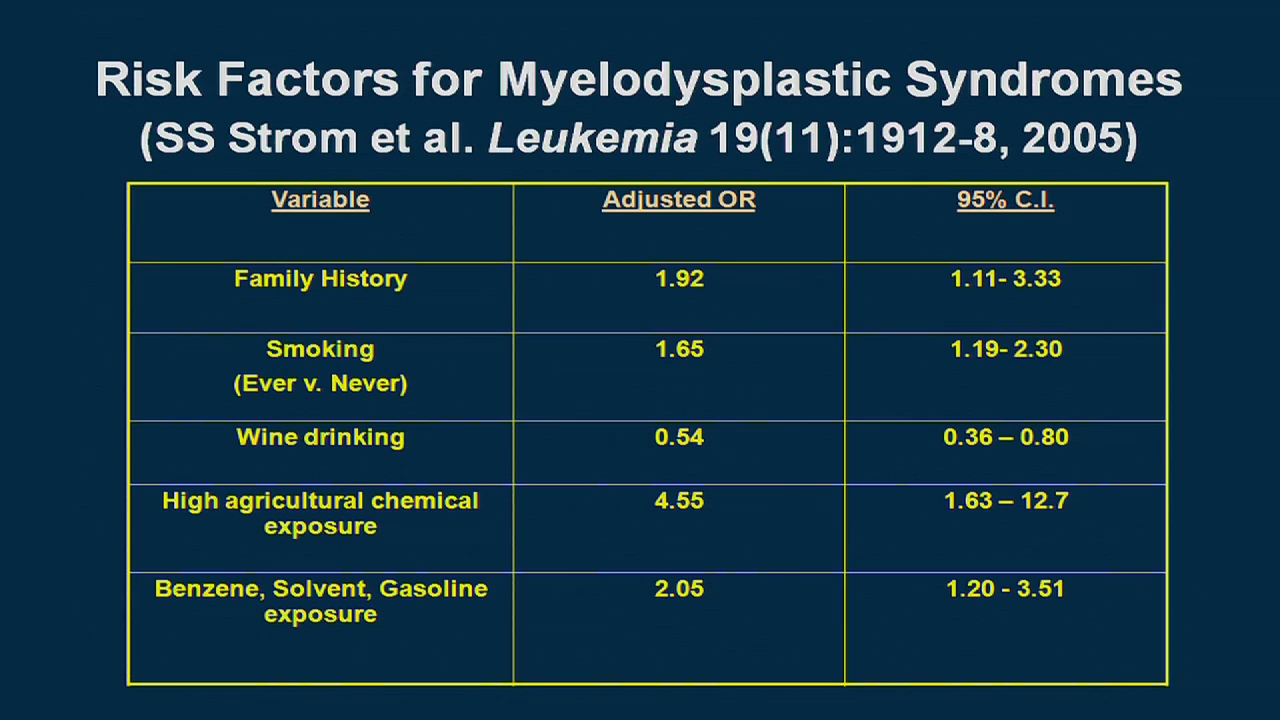 Risk Factors for Myelodysplastic Syndromes
(SS Strom et al. Leukemia 19(11):1912-8, 2005)
Variable Adjusted OR 95% C.I.
Family History 1.92 1.11- 3.33
Smoking 1.65 1.19- 2.30
(Ever v. Never)
Wine drinking 0.54 0.36 – 0.80
High agricultural chemical 4.55 1.63 – 12.7
exposure
Benzene, Solvent, Gasoline 2.05 1.20 - 3.51
exposure